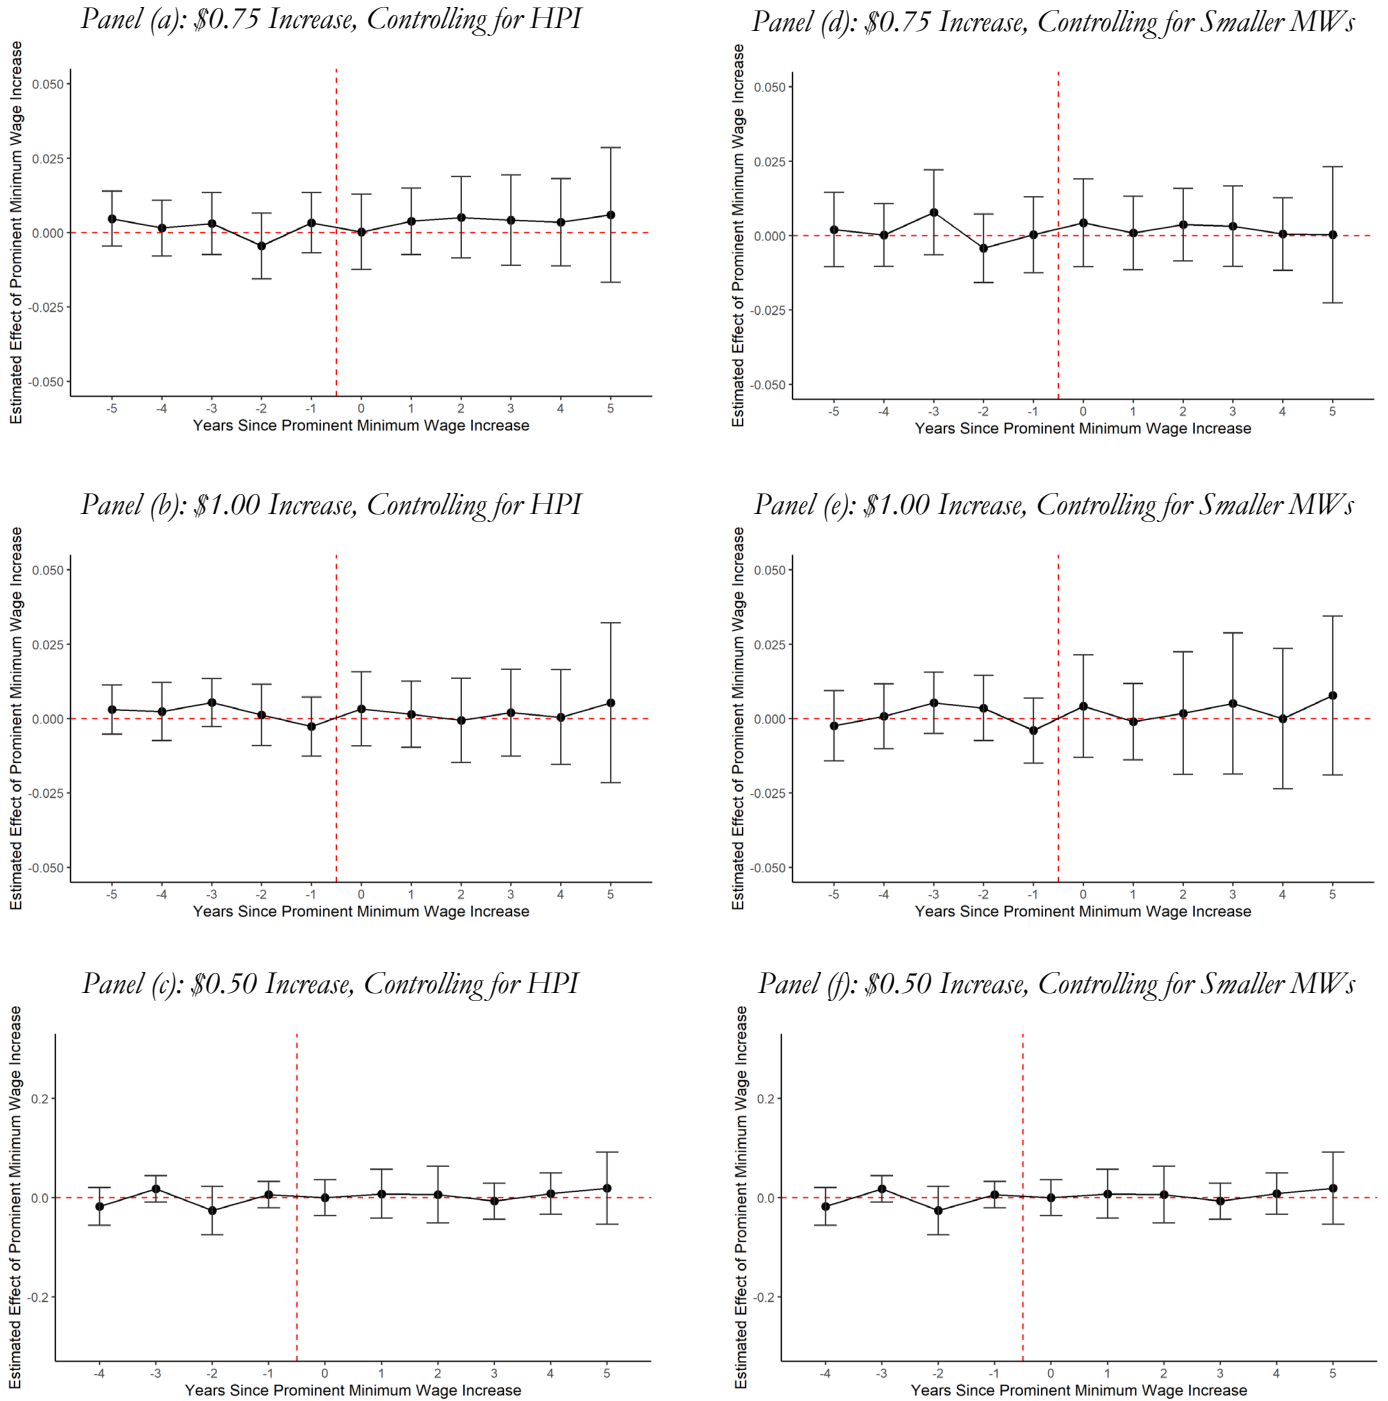 Panel (a): $0.75 Increase, Controlling for HPI
Estimated Effect of Prominent Minimum Wage Increase
0.050
0.025
0.000
-0.025
-0.050
-5 -4 -3 -2 -1 0 1 2 3 4 5
Years Since Prominent Minimum Wage Increase
Panel (d): $0.75 Increase, Controlling for Smaller MWs
Estimated Effect of Prominent Minimum Wage Increase
0.050
0.025
0.000
-0.025
-0.050
-5 -4 -3 -2 -1 0 1 2 3 4 5
Years Since Prominent Minimum Wage Increase
Panel (b): $1.00 Increase, Controlling for HPI
Estimated Effect of Prominent Minimum Wage Increase
0.050
0.025
0.000
-0.025
-0.050
-5 -4 -3 -2 -1 0 1 2 3 4 5
Years Since Prominent Minimum Wage Increase
Panel (e): $1.00 Increase, Controlling for Smaller MWs
Estimated Effect of Prominent Minimum Wage Increase
0.050
0.025
0.000
-0.025
-0.050
-5 -4 -3 -2 -1 0 1 2 3 4 5
Years Since Prominent Minimum Wage Increase
Panel (c): $0.50 Increase, Controlling for HPI
Estimated Effect of Prominent Minimum Wage Increase
0.2
0.0
-0.2
-4 -3 -2 -1 0 1 2 3 4 5
Years Since Prominent Minimum Wage Increase
Panel (f): $0.50 Increase, Controlling for Smaller MWs
Estimated Effect of Prominent Minimum Wage Increase
0.2
0.0
-0.2
-4 -3 -2 -1 0 1 2 3 4 5
Years Since Prominent Minimum Wage Increase